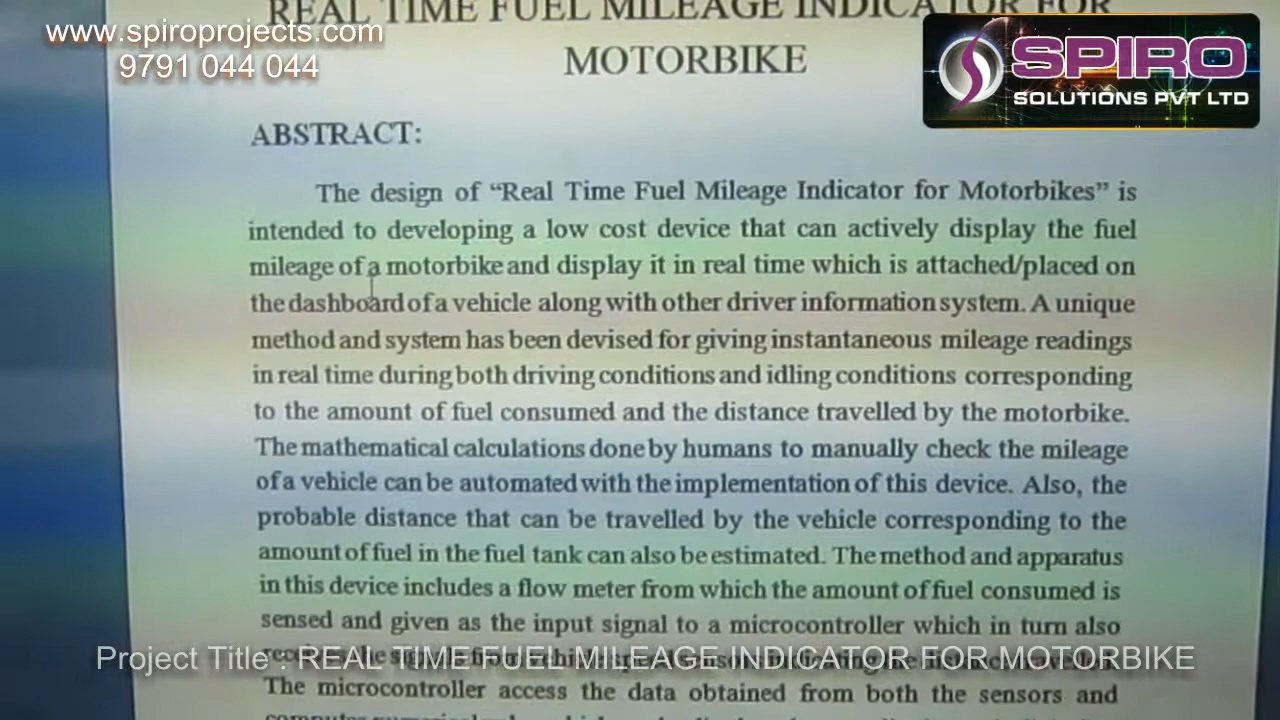 REAL TIME FUEL MILEAGE INDICATOR FOR
MOTORBIKE
www.spiroprojects.com
9791 044 044
SPIRO
SOLUTIONS PVT LTD
ABSTRACT:
The design of “Real Time Fuel Mileage Indicator for Motorbikes” is
intended to developing a low cost device that can actively display the fuel
mileage of a motorbike and display it in real time which is attached/placed on
the dashboard of a vehicle along with other driver information system. A unique
method and system has been devised for giving instantaneous mileage readings
in real time during both driving conditions and idling conditions corresponding
to the amount of fuel consumed and the distance travelled by the motorbike.
The mathematical calculations done by humans to manually check the mileage
of a vehicle can be automated with the implementation of this device. Also, the
probable distance that can be travelled by the vehicle corresponding to the
amount of fuel in the fuel tank can also be estimated. The method and apparatus
in this device includes a flow meter from which the amount of fuel consumed is
sensed and given as the input signal to a microcontroller which in turn also
Project Title : REAL TIME FUEL MILEAGE INDICATOR FOR MOTORBIKE
The microcontroller access the data obtained from both the sensors and